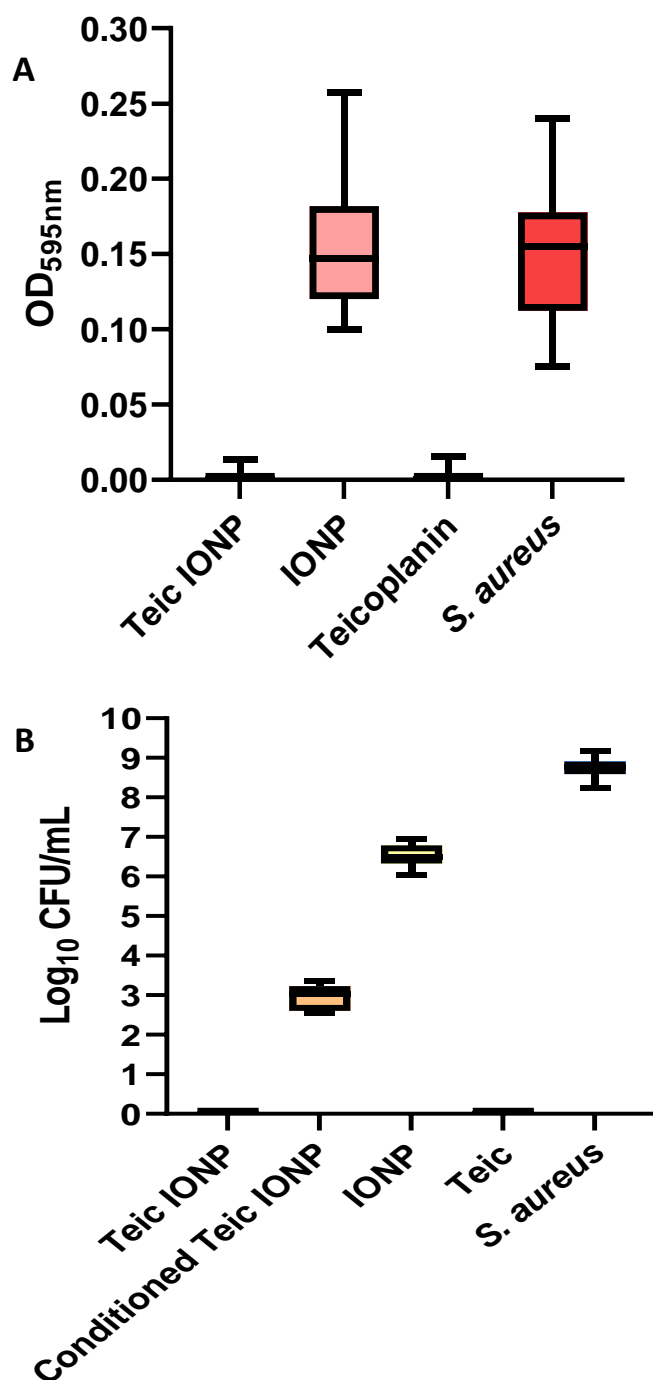 A
OD595nm
0.30
0.25
0.20
0.15
0.10
0.05
0.00
Teic IONP
IONP
Teicoplanin
S. aureus
B
Log10 CFU/mL
10
9
8
7
6
5
4
3
2
1
0
Teic IONP
Conditioned Teic IONP
IONP
Teic
S. aureus